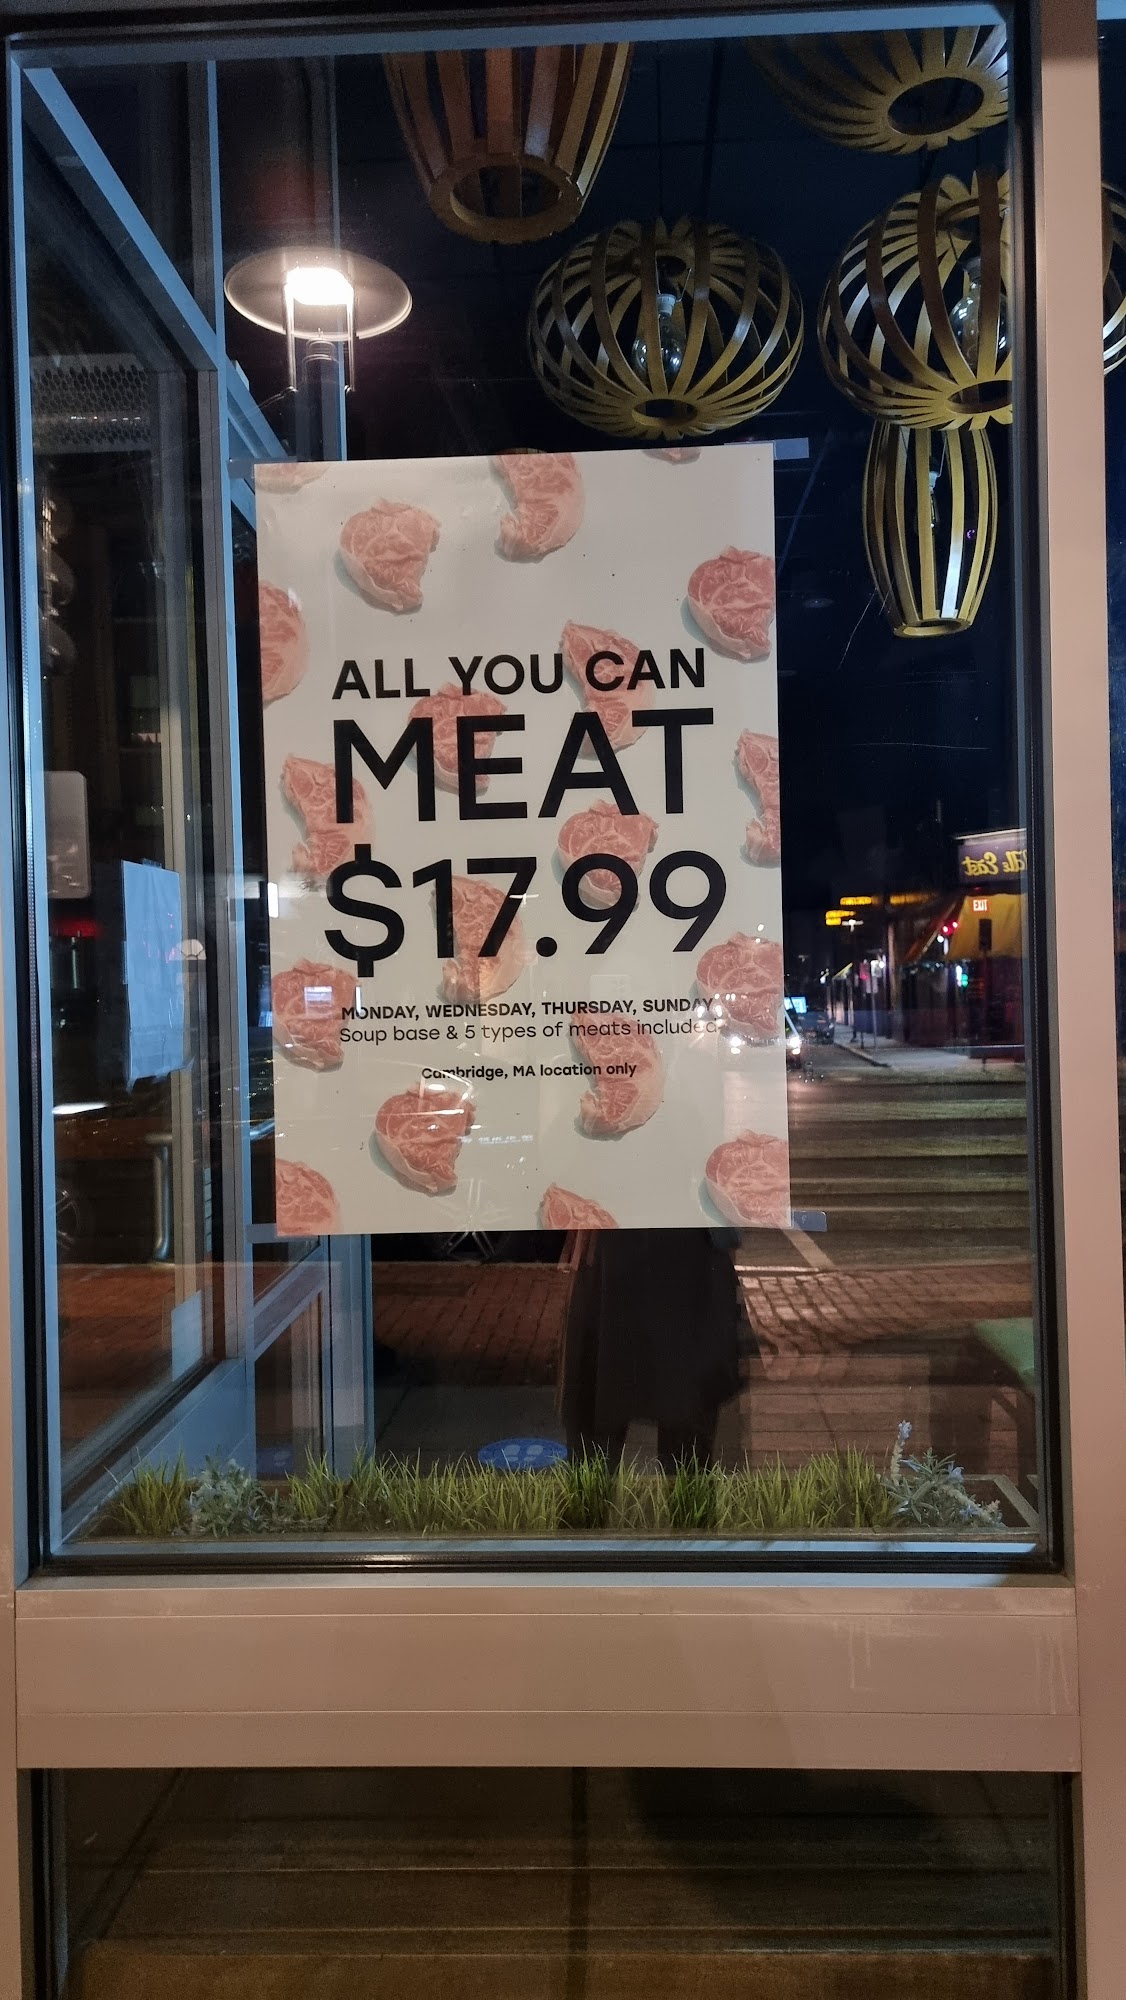 ALL YOU CAN
MEAT
$17.99
MONDAY, WEDNESDAY, THURSDAY, SUNDAY
Soup base & 5 types of meats included
Cambridge, MA location only
East
EXIT